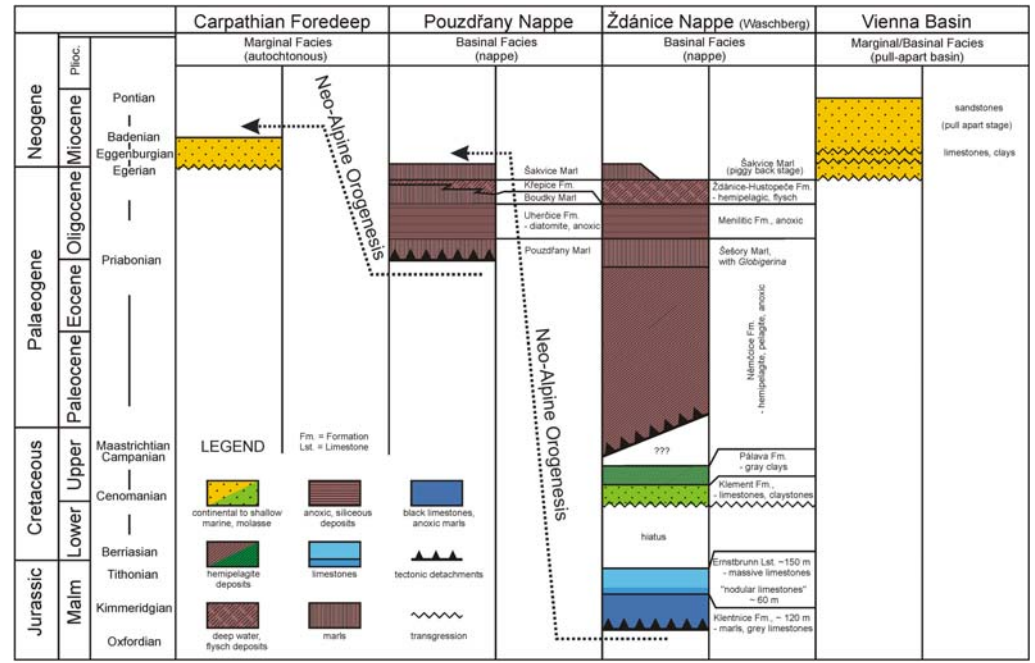 Carpathian Foredeep
Pouzdřany Nappe
Ždánice Nappe (Waschberg)
Vienna Basin
Marginal Facies
(autochtonous)
Basinal Facies
(nappe)
Basinal Facies
(nappe)
Marginal/Basinal Facies
(pull-apart basin)
Neogene
Palaeogene
Cretaceous
Jurassic
Plioc.
Miocene
Oligocene
Eocene
Paleocene
Upper
Lower
Malm
Pontian
Badenian
Eggenburgian
Egerian
Priabonian
Maastrichtian
Campanian
Cenomanian
Berriasian
Tithonian
Kimmeridgian
Oxfordian
Neo-Alpine Orogenesis
Neo-Alpine Orogenesis
Šakvice Marl
Křepice Fm.
Boudky Marl
Uherčice Fm.
- diatomite, anoxic
Pouzdřany Marl
Šakvice Marl
(piggy back stage)
Ždánice-Hustopeče Fm.
- hemipelagic, flysch
Menilitic Fm., anoxic
Šešory Marl,
with Globigerina
Němčoice Fm.
- hemipelagite, pelagite, anoxic
???
Pálava Fm.
- gray clays
Klement Fm.,
- limestones, claystones
hiatus
Ernstbrunn Lst. ~150 m
- massive limestones
"nodular limestones"
~ 60 m
Klentnice Fm., ~ 120 m
- marls, grey limestones
sandstones
(pull apart stage)
limestones, clays
LEGEND
Fm. = Formation
Lst. = Limestone
continental to shallow
marine, molasse
anoxic, siliceous
deposits
black limestones,
anoxic marls
hemipelagite
deposits
limestones
tectonic detachments
deep water,
flysch deposits
marls
transgression